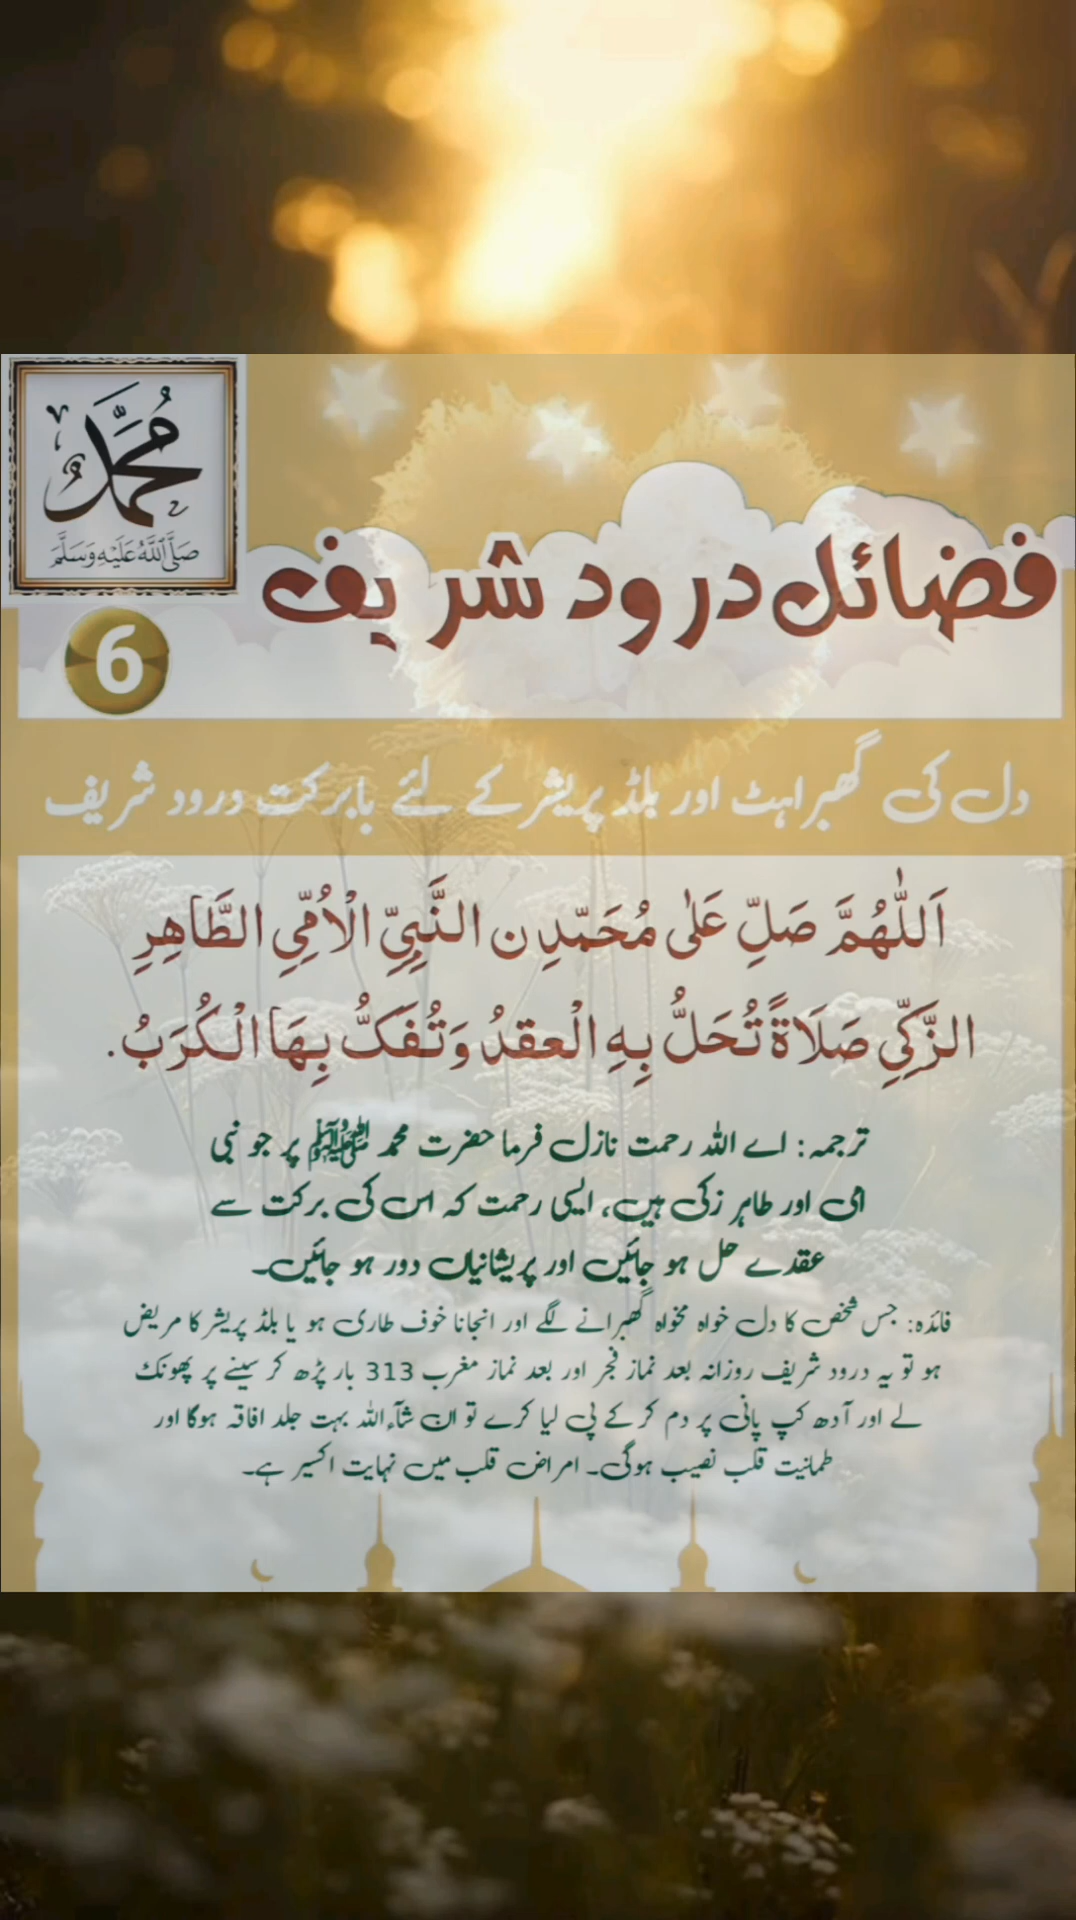 مُحَمَّدٌ
صَلَّى اللَّهُ عَلَيْهِ وَسَلَّمَ
فضائل درود شریف
6
دل کی گھبراہٹ اور بلڈ پریشر کے لئے بابرکت درود شریف
اَللّٰهُمَّ صَلِّ عَلٰى مُحَمَّدِ ن النَّبِيِّ الْاُمِّيِ الطَّاهِرِ
الزَّكِّيِ صَلَاةً تُحَلُّ بِهِ الْعقدُ وَتُفَكُّ بِهَا الْكُرَبُ.
ترجمہ: اے اللہ رحمت نازل فرما حضرت محمد ﷺ پر جو نبی
امی اور طاہر زکی ہیں، ایسی رحمت کہ اس کی برکت سے
عقدے حل ہو جائیں اور پریشانیاں دور ہو جائیں۔
فائدہ: جس شخص کا دل خواہ مخواہ گھبرانے لگے اور انجانا خوف طاری ہو یا بلڈ پریشر کا مریض
ہو تو یہ درود شریف روزانہ بعد نماز فجر اور بعد نماز مغرب 313 بار پڑھ کر سینے پر پھونک
لے اور آدھ کپ پانی پر دم کر کے پی لیا کرے تو ان شآءاللہ بہت جلد افاقہ ہوگا اور
طمانیت قلب نصیب ہوگی۔ امراض قلب میں نہایت اکسیر ہے۔